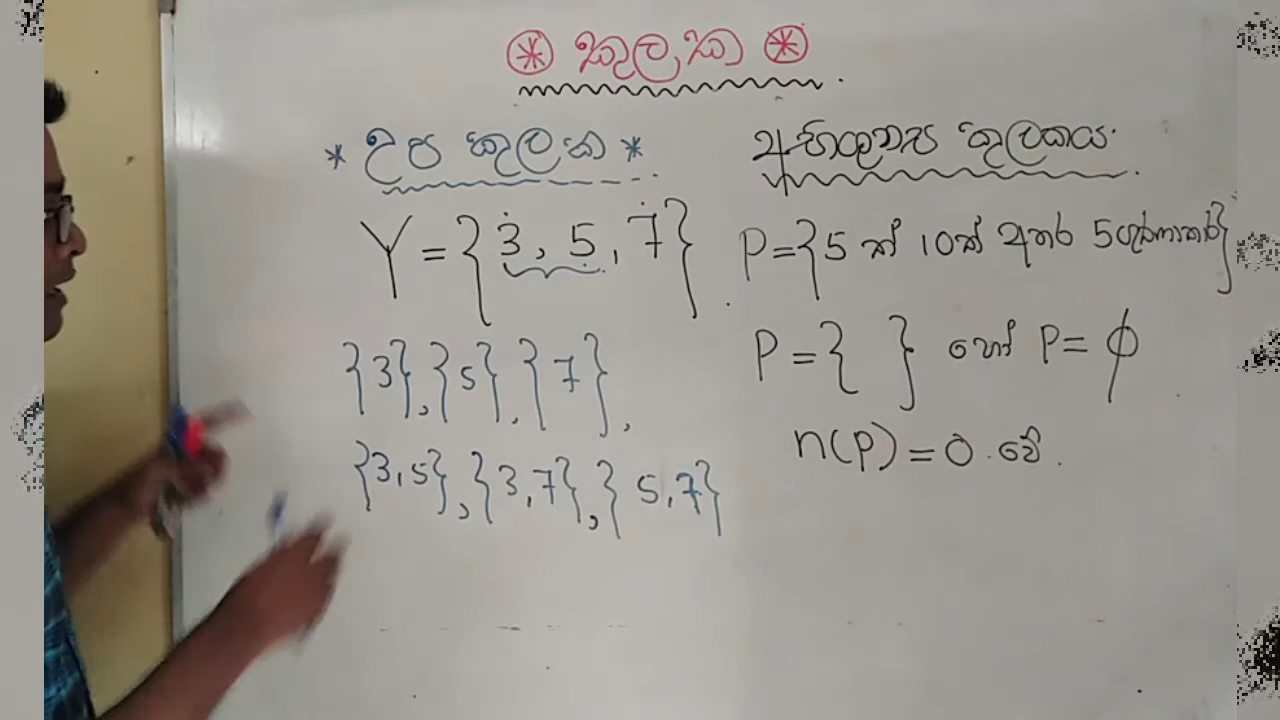 කුලක
* උප කුලක *
Y = {3, 5, 7}
{3}, {5}, {7},
{3,5}, {3,7}, {5,7}
අභිශුන්‍ය කුලකය.
P = {5 ත් 10ත් අතර 5
P = { } හෝ P = ϕ
n(P) = 0 වේ.